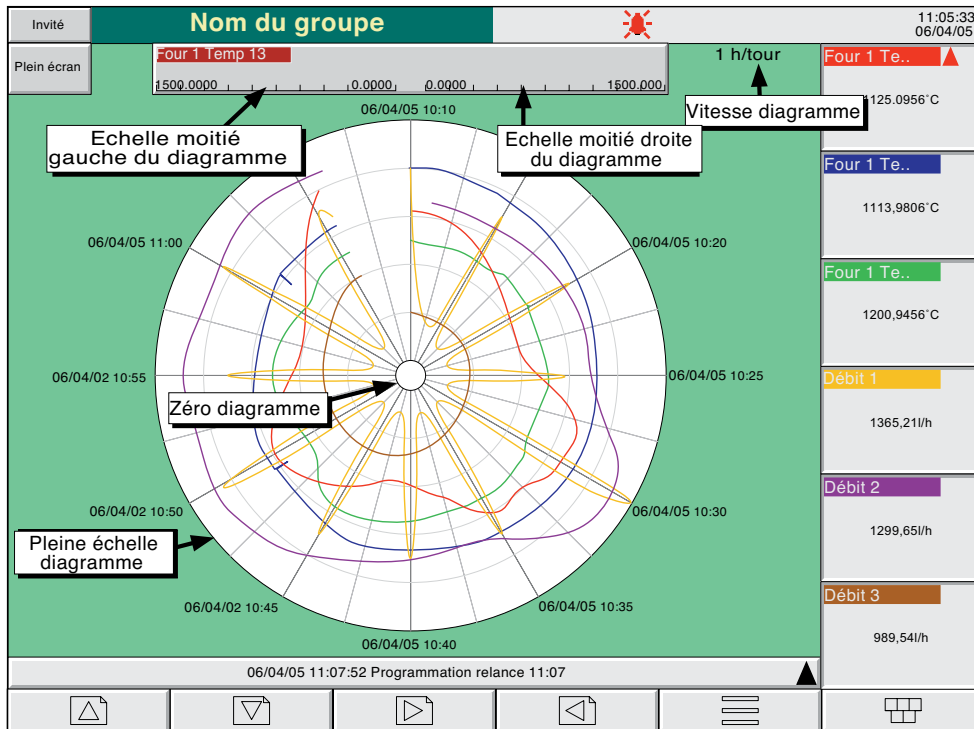 Invité
Nom du groupe
11:05:33
06/04/05
Plein écran
Four 1 Temp 13
1500.0000
0.0000
0.0000
1500.000
1 h/tour
Four 1 Te..
1125.0956°C
Vitesse diagramme
Echelle moitié
gauche du diagramme
06/04/05 10:10
Echelle moitié droite
du diagramme
Four 1 Te..
1113,9806°C
06/04/05 11:00
06/04/05 10:20
Four 1 Te..
1200,9456°C
06/04/02 10:55
06/04/05 10:25
Zéro diagramme
Débit 1
1365,21l/h
Débit 2
1299,65l/h
06/04/02 10:50
06/04/05 10:30
Pleine échelle
diagramme
Débit 3
989,54l/h
06/04/02 10:45
06/04/05 10:35
06/04/05 10:40
06/04/05 11:07:52 Programmation relance 11:07